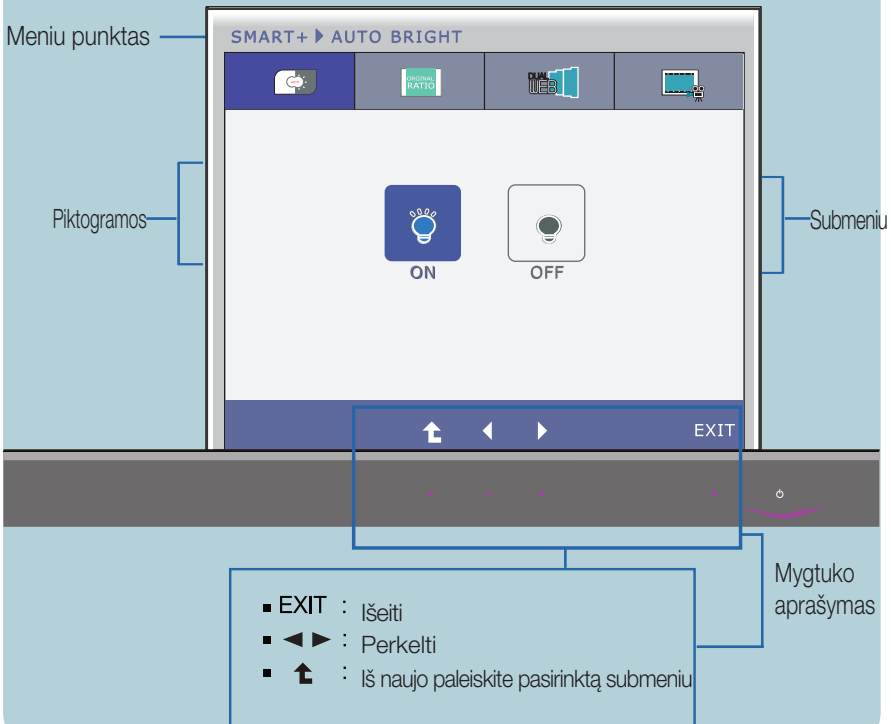 Meniu punktas
SMART+ AUTO BRIGHT
AUTO
ORIGINAL
RATIO
DUAL
WEB
Piktogramos
Submeniu
ON
OFF
EXIT
Mygtuko
aprašymas
EXIT : Išeiti
◄ ► : Perkelti
: Iš naujo paleiskite pasirinktą submeniu